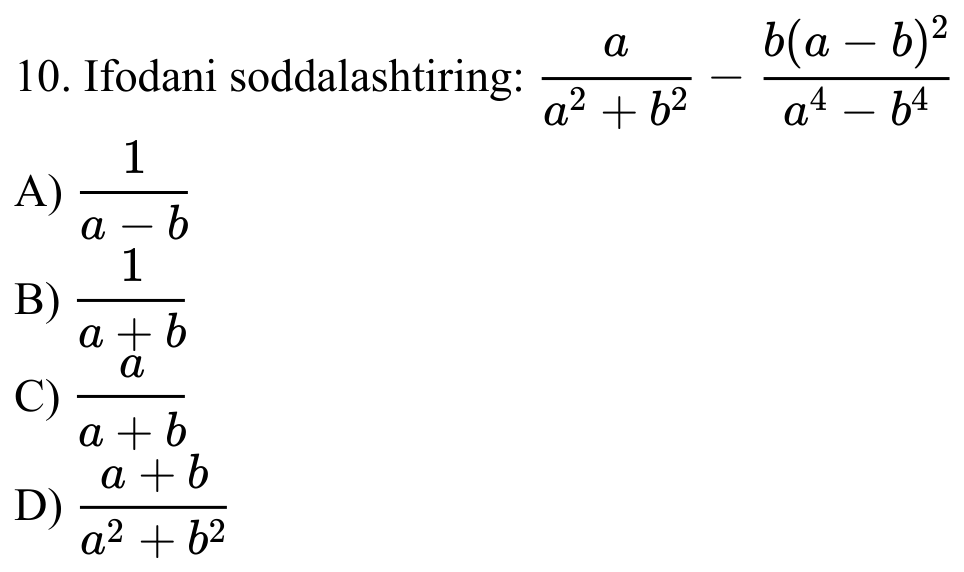 10. Ifodani soddalashtiring: \frac{a}{a^2 + b^2} - \frac{b(a - b)^2}{a^4 - b^4}
A) \frac{1}{a - b}
B) \frac{1}{a + b}
C) \frac{a}{a + b}
D) \frac{a + b}{a^2 + b^2}